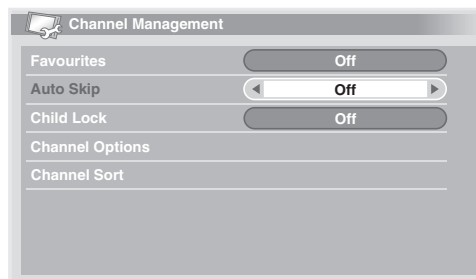 Channel Management
Favourites Off
Auto Skip Off
Child Lock Off
Channel Options
Channel Sort